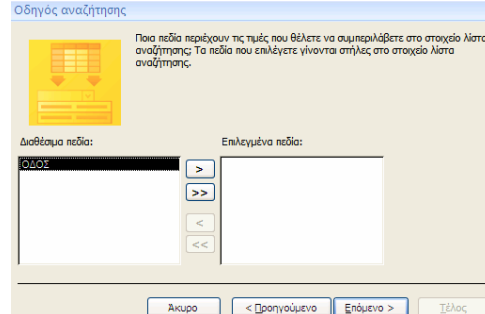 Οδηγός αναζήτησης
Ποια πεδία περιέχουν τις τιμές που θέλετε να συμπεριλάβετε στο στοιχείο λίστα
αναζήτησης; Τα πεδία που επιλέγετε γίνονται στήλες στο στοιχείο λίστα
αναζήτησης.
Διαθέσιμα πεδία: Επιλεγμένα πεδία:
ΟΔΟΣ
>
>>
<
<<
Άκυρο < Προηγούμενο Επόμενο > Τέλος